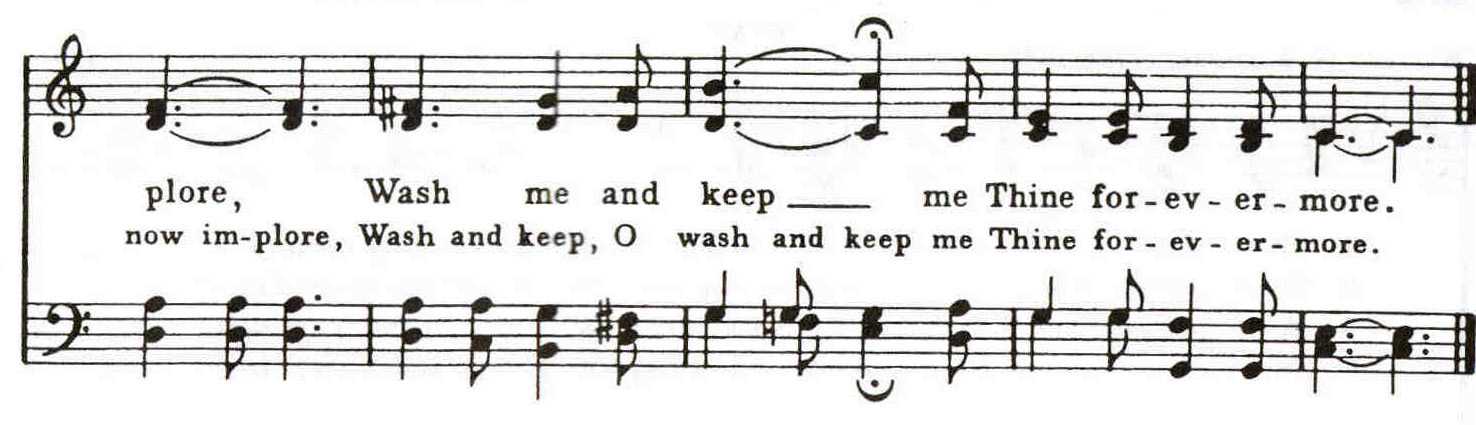 plore, Wash me and keep ____ me Thine for-ev-er-more.
now im-plore, Wash and keep, O wash and keep me Thine for-ev-er-more.